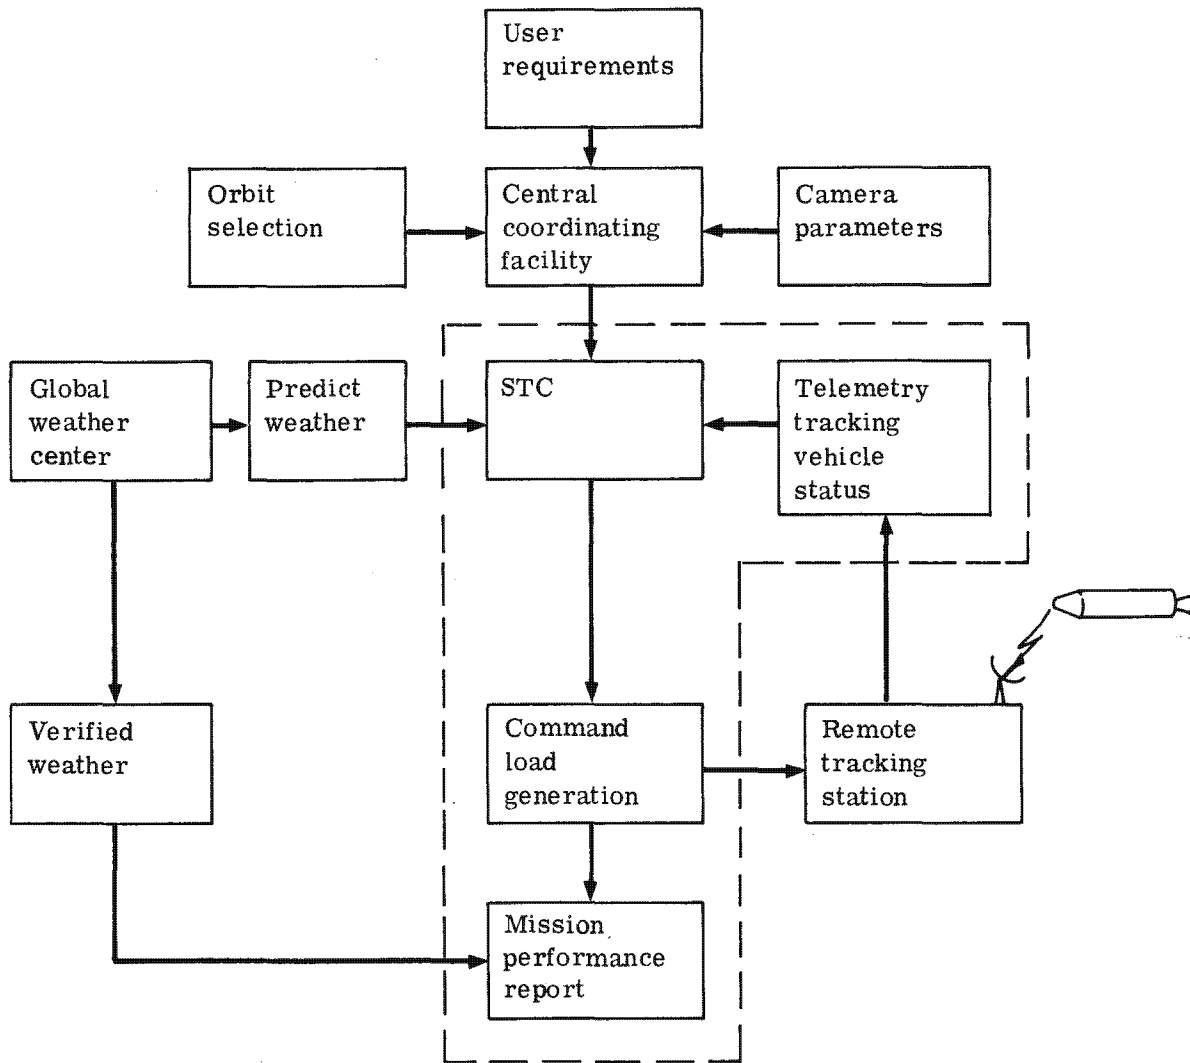 User
requirements
Orbit
selection
Central
coordinating
facility
Camera
parameters
Global
weather
center
Predict
weather
STC
Telemetry
tracking
vehicle
status
Verified
weather
Command
load
generation
Remote
tracking
station
Mission
performance
report